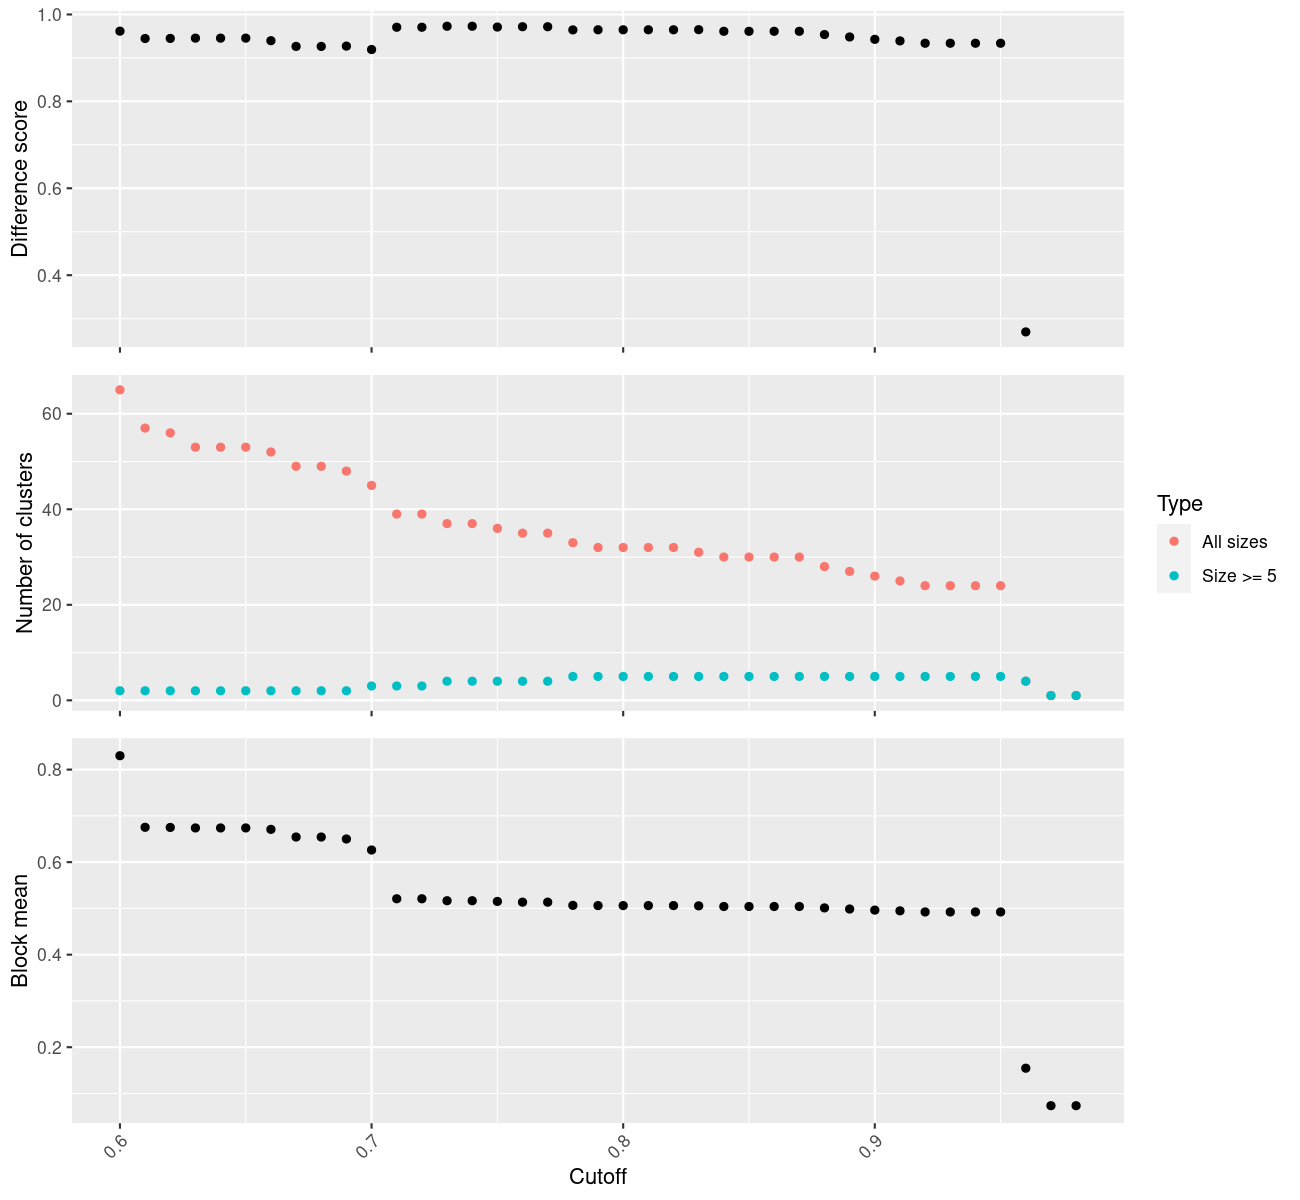 Difference score
1.0
0.8
0.6
0.4
Number of clusters
60
40
20
0
Type
All sizes
Size >= 5
Block mean
0.8
0.6
0.4
0.2
0.6
0.7
0.8
0.9
Cutoff